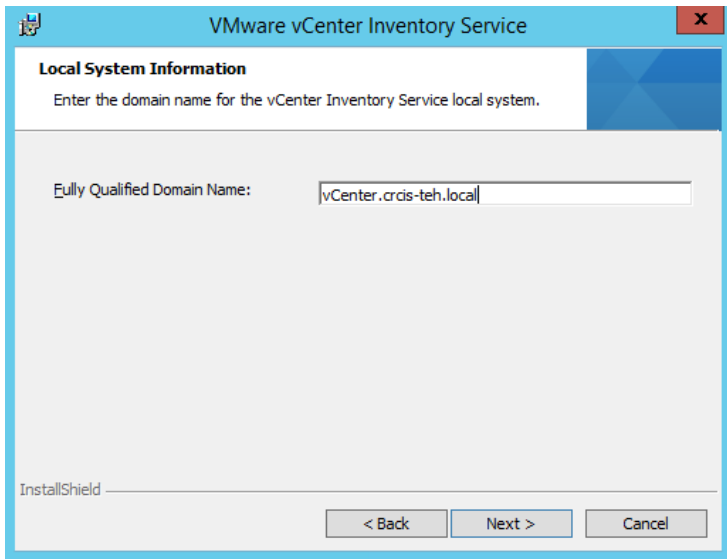 VMware vCenter Inventory Service
x
Local System Information
Enter the domain name for the vCenter Inventory Service local system.
Fully Qualified Domain Name:
vCenter.crcis-teh.local
InstallShield
< Back
Next >
Cancel